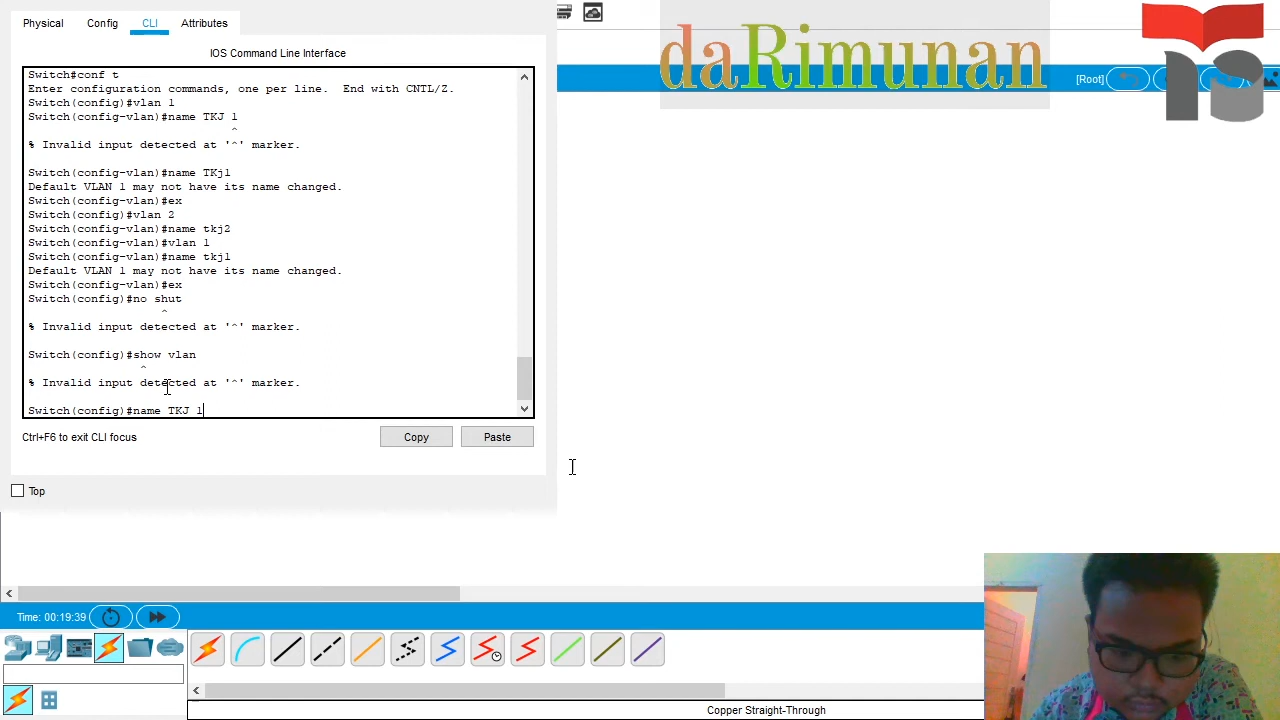 Physical
Config
CLI
Attributes
IOS Command Line Interface
Switch#conf t
Enter configuration commands, one per line.  End with CNTL/Z.
Switch(config)#vlan 1
Switch(config-vlan)#name TKJ 1
^
% Invalid input detected at '^' marker.
Switch(config-vlan)#name TKj1
Default VLAN 1 may not have its name changed.
Switch(config-vlan)#ex
Switch(config)#vlan 2
Switch(config-vlan)#name tkj2
Switch(config-vlan)#vlan 1
Switch(config-vlan)#name tkj1
Default VLAN 1 may not have its name changed.
Switch(config-vlan)#ex
Switch(config)#no shut
^
% Invalid input detected at '^' marker.
Switch(config)#show vlan
^
% Invalid input detected at '^' marker.
Switch(config)#name TKJ 1
Ctrl+F6 to exit CLI focus
Copy
Paste
Top
daRimunan
[Root]
Time: 00:19:39
Copper Straight-Through